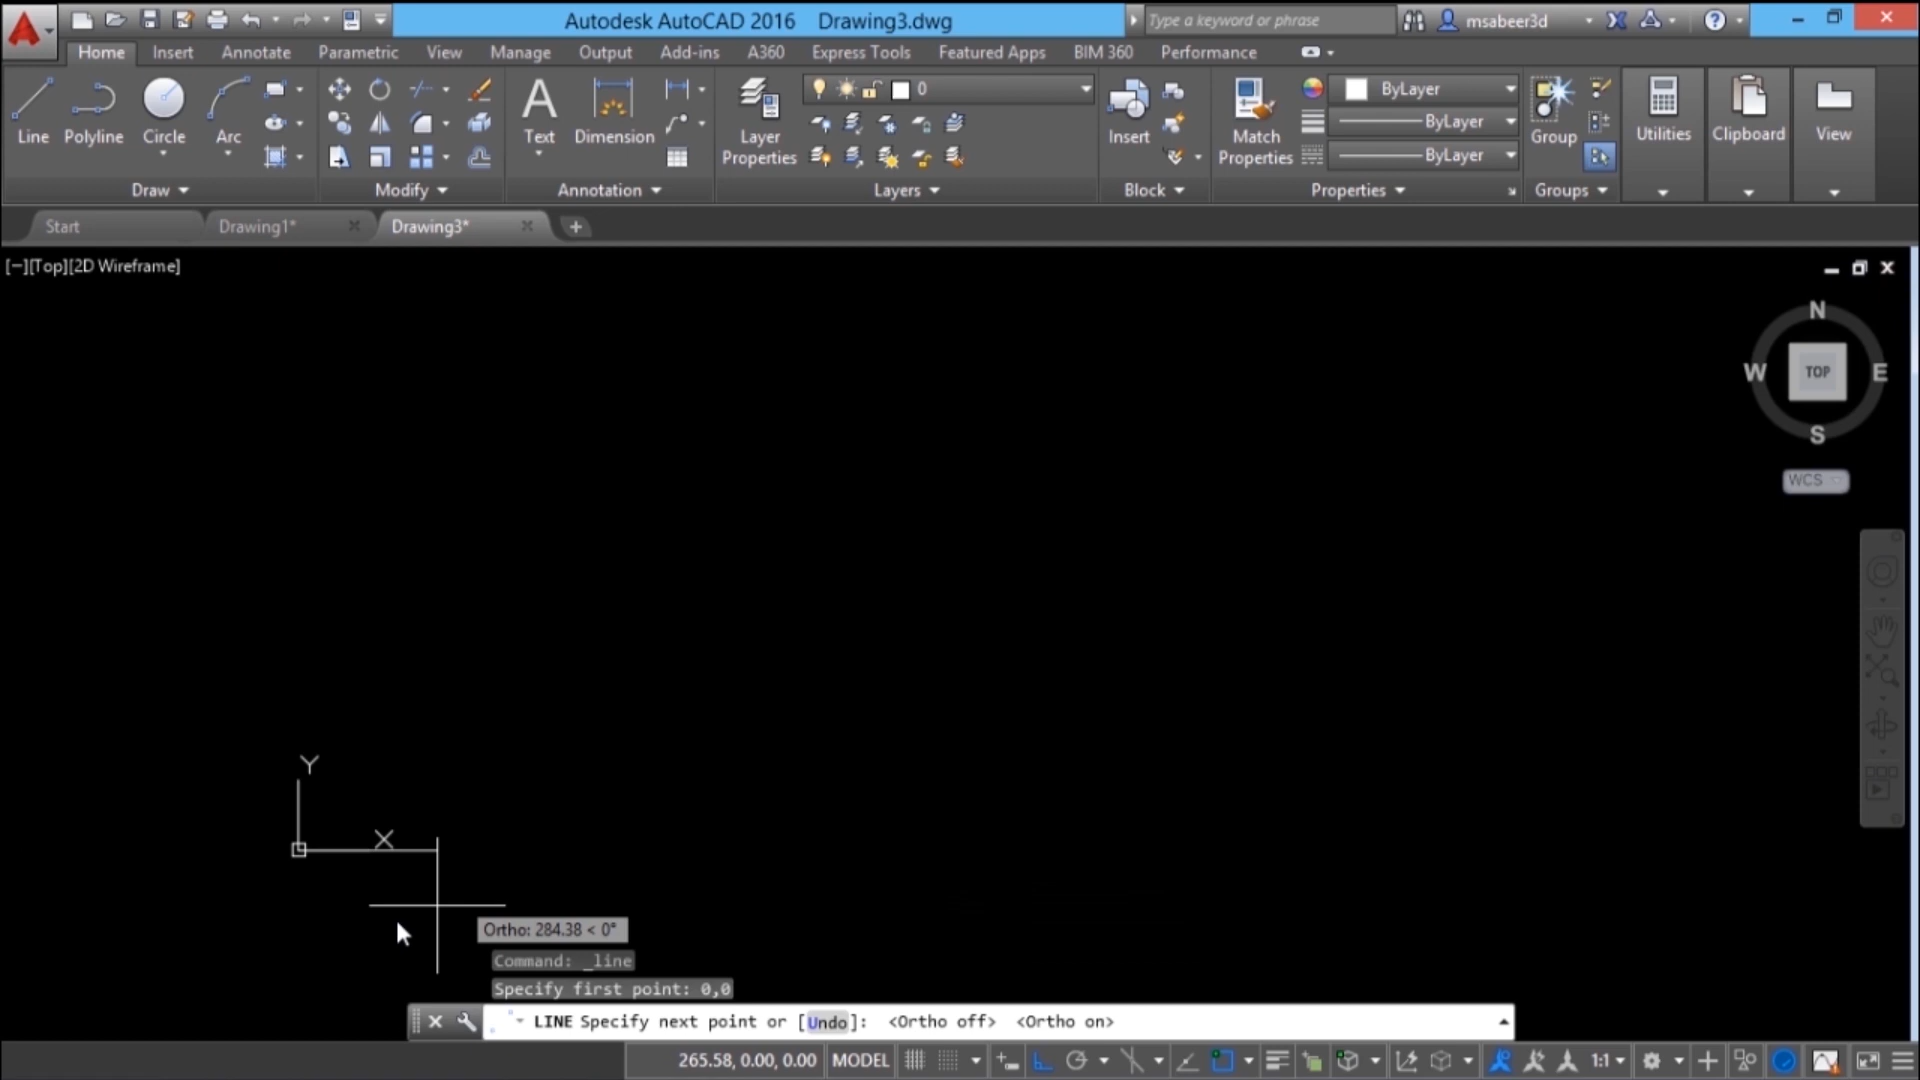 Autodesk AutoCAD 2016 Drawing3.dwg
Type a keyword or phrase
msabeer3d
Home Insert Annotate Parametric View Manage Output Add-ins A360 Express Tools Featured Apps BIM 360 Performance
Line Polyline Circle Arc
Text Dimension
Layer Properties
0
Insert
Match Properties
ByLayer
ByLayer
ByLayer
Group
Utilities
Clipboard
View
Draw Modify Annotation Layers Block Properties Groups
Start Drawing1* Drawing3*
[−][Top][2D Wireframe]
N
W TOP E
S
WCS
Y
X
Ortho: 284.38 < 0°
Command: _line
Specify first point: 0,0
LINE Specify next point or [Undo]: <Ortho off> <Ortho on>
265.58, 0.00, 0.00 MODEL 1:1